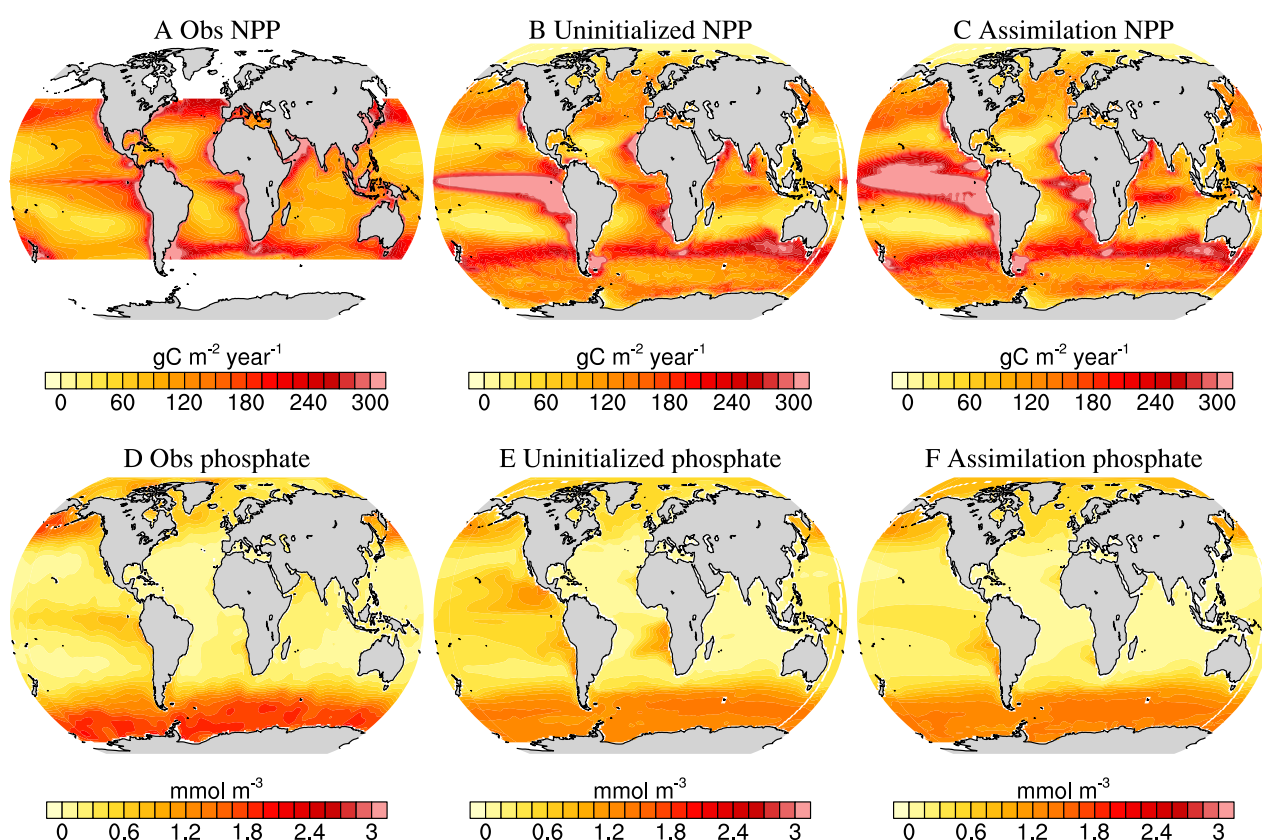 A Obs NPP
B Uninitialized NPP
C Assimilation NPP
gC m⁻² year⁻¹
gC m⁻² year⁻¹
gC m⁻² year⁻¹
0 60 120 180 240 300
0 60 120 180 240 300
0 60 120 180 240 300
D Obs phosphate
E Uninitialized phosphate
F Assimilation phosphate
mmol m⁻³
mmol m⁻³
mmol m⁻³
0 0.6 1.2 1.8 2.4 3
0 0.6 1.2 1.8 2.4 3
0 0.6 1.2 1.8 2.4 3